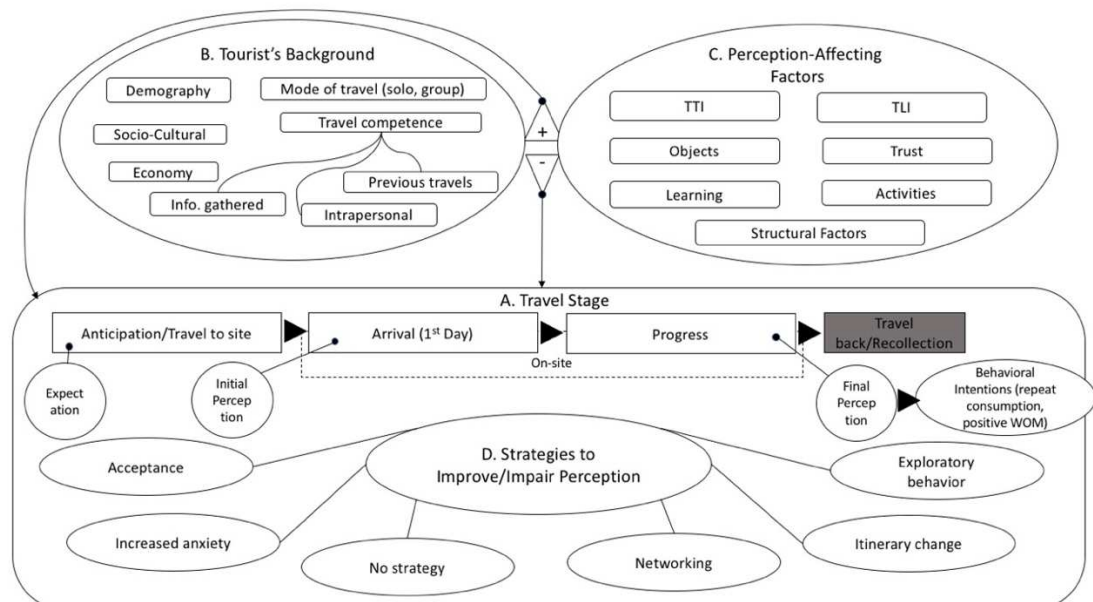 B. Tourist's Background
Demography
Mode of travel (solo, group)
Travel competence
Socio-Cultural
Economy
Previous travels
Info. gathered
Intrapersonal
+
-
C. Perception-Affecting
Factors
TTI
TLI
Objects
Trust
Learning
Activities
Structural Factors
A. Travel Stage
Anticipation/Travel to site
Arrival (1st Day)
Progress
Travel
back/Recollection
On-site
Expect
ation
Initial
Percep
tion
Final
Percep
tion
Behavioral
Intentions (repeat
consumption,
positive WOM)
D. Strategies to
Improve/Impair Perception
Acceptance
Exploratory
behavior
Increased anxiety
No strategy
Networking
Itinerary change